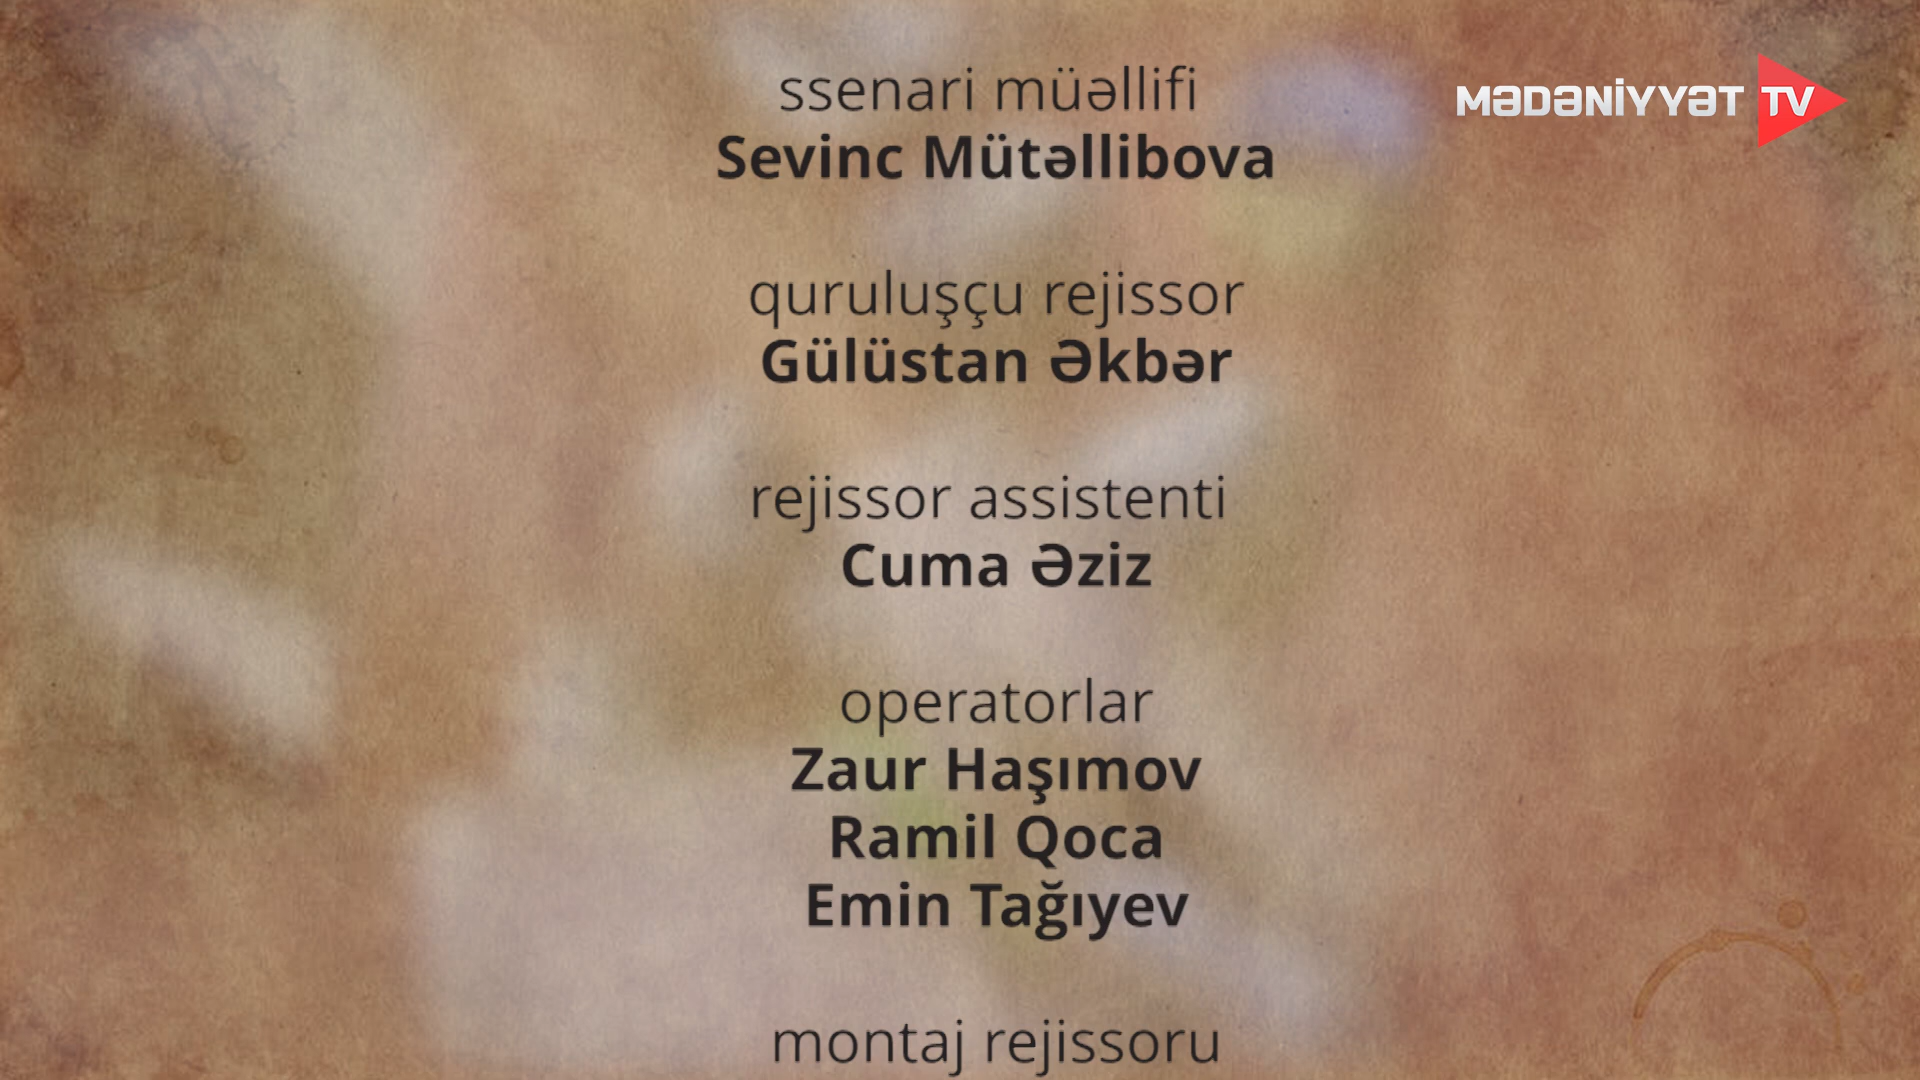 ssenari müəllifi
MƏDƏNİYYƏT TV
Sevinc Mütəllibova
quruluşçu rejissor
Gülüstan Əkbər
rejissor assistenti
Cuma Əziz
operatorlar
Zaur Haşımov
Ramil Qoca
Emin Tağıyev
montaj rejissoru